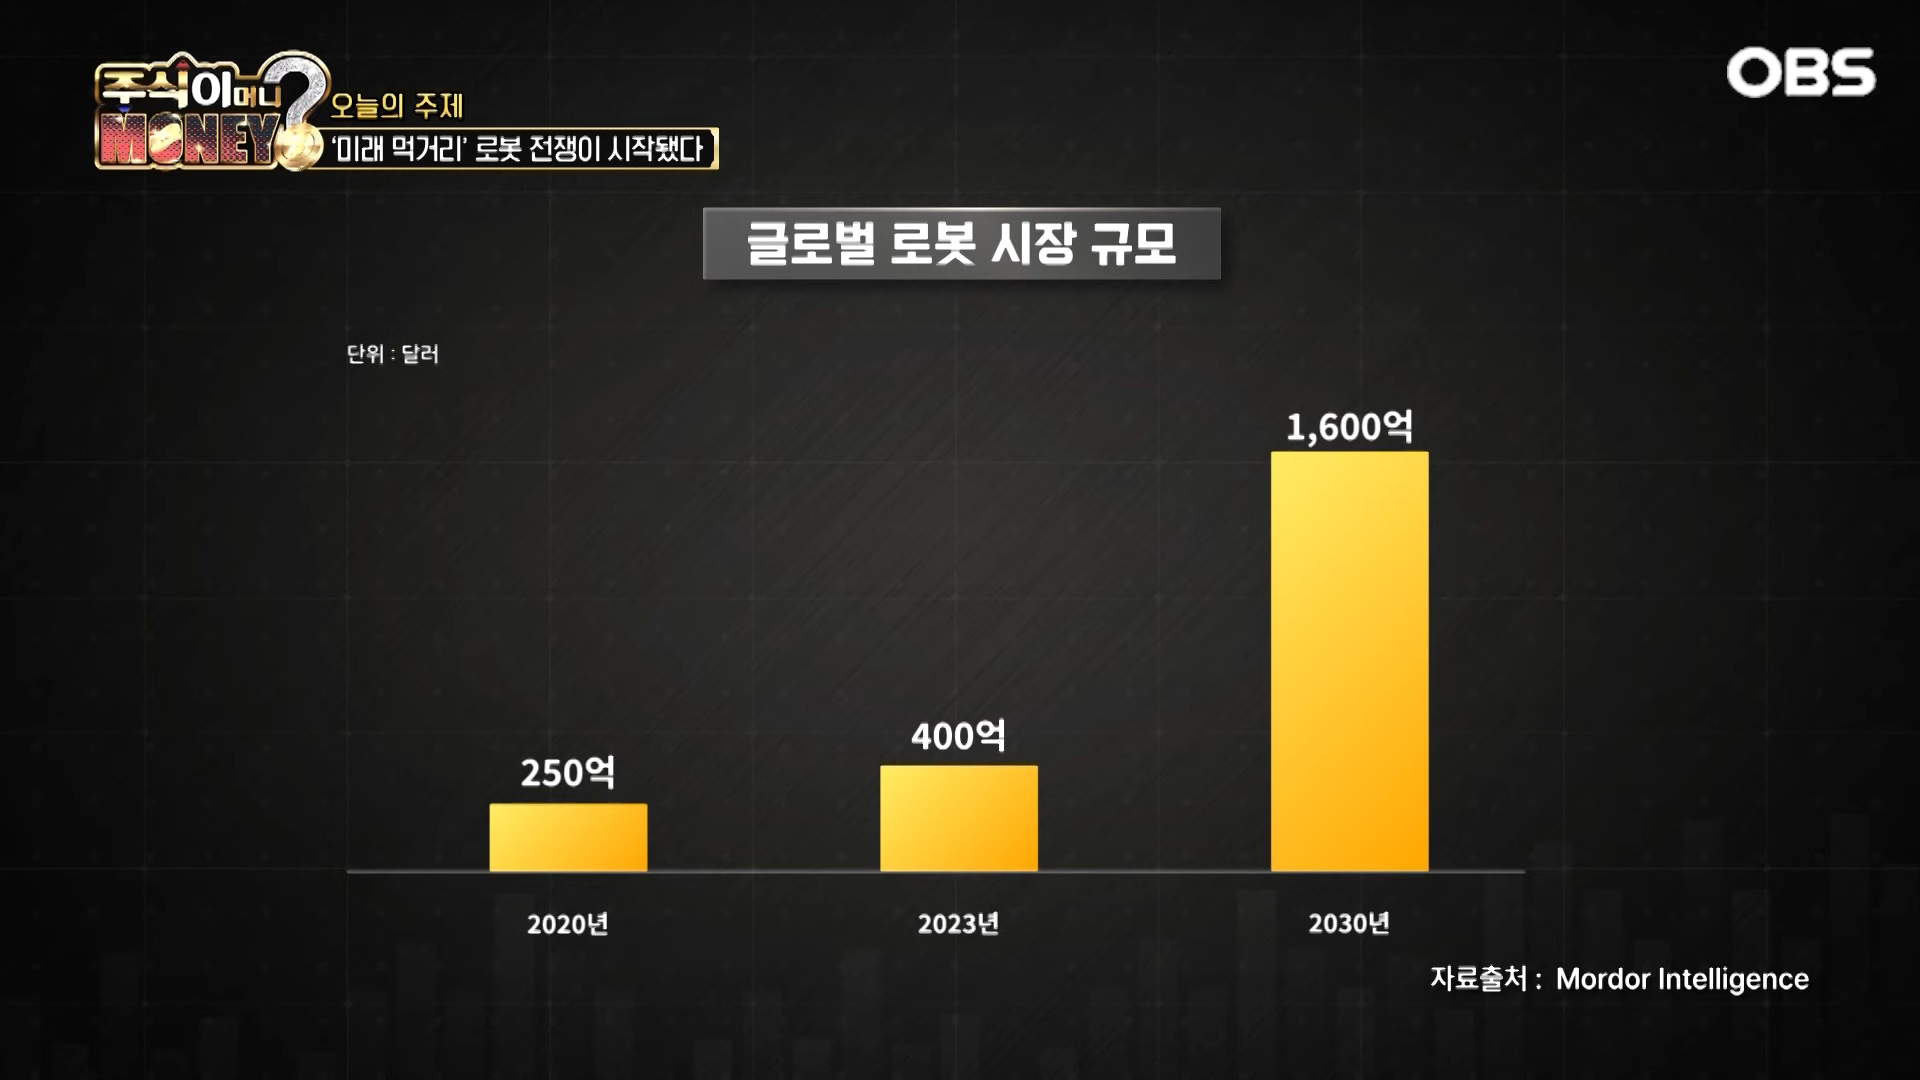 주식이머니
MONEY?
오늘의 주제
'미래 먹거리' 로봇 전쟁이 시작됐다
OBS
글로벌 로봇 시장 규모
단위 : 달러
250억
400억
1,600억
2020년
2023년
2030년
자료출처 : Mordor Intelligence